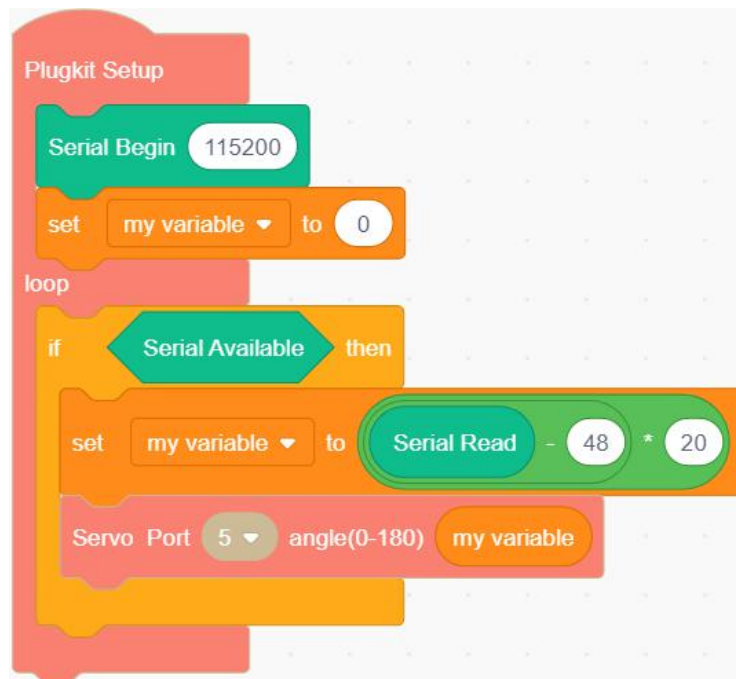 Plugkit Setup
Serial Begin 115200
set my variable to 0
loop
if Serial Available then
set my variable to Serial Read - 48 * 20
Servo Port 5 angle(0-180) my variable